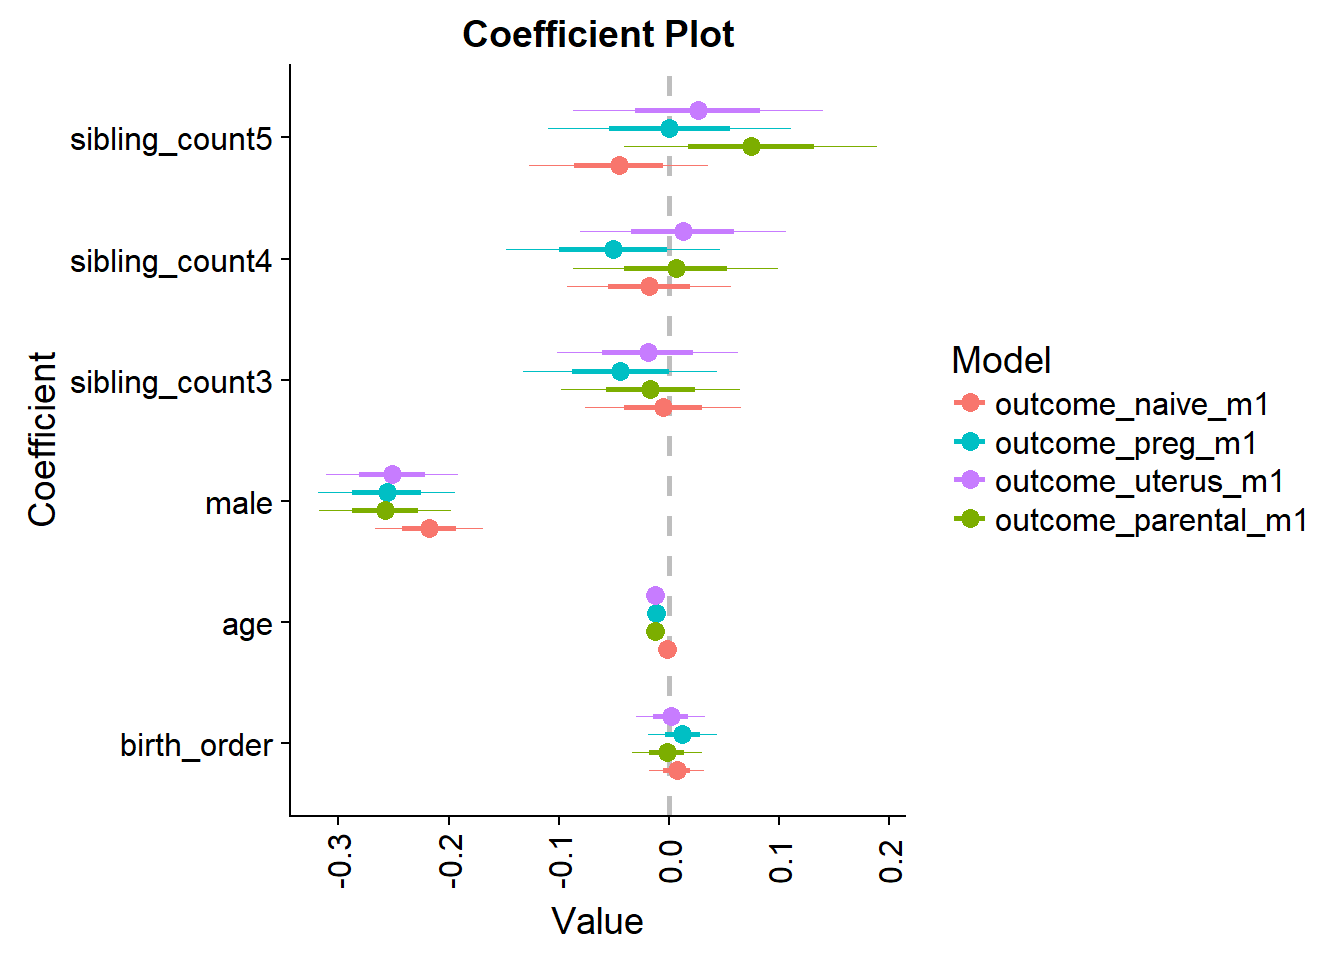 Coefficient Plot
Coefficient
sibling_count5
sibling_count4
sibling_count3
male
age
birth_order
-0.3
-0.2
-0.1
0.0
0.1
0.2
Value
Model
outcome_naive_m1
outcome_preg_m1
outcome_uterus_m1
outcome_parental_m1